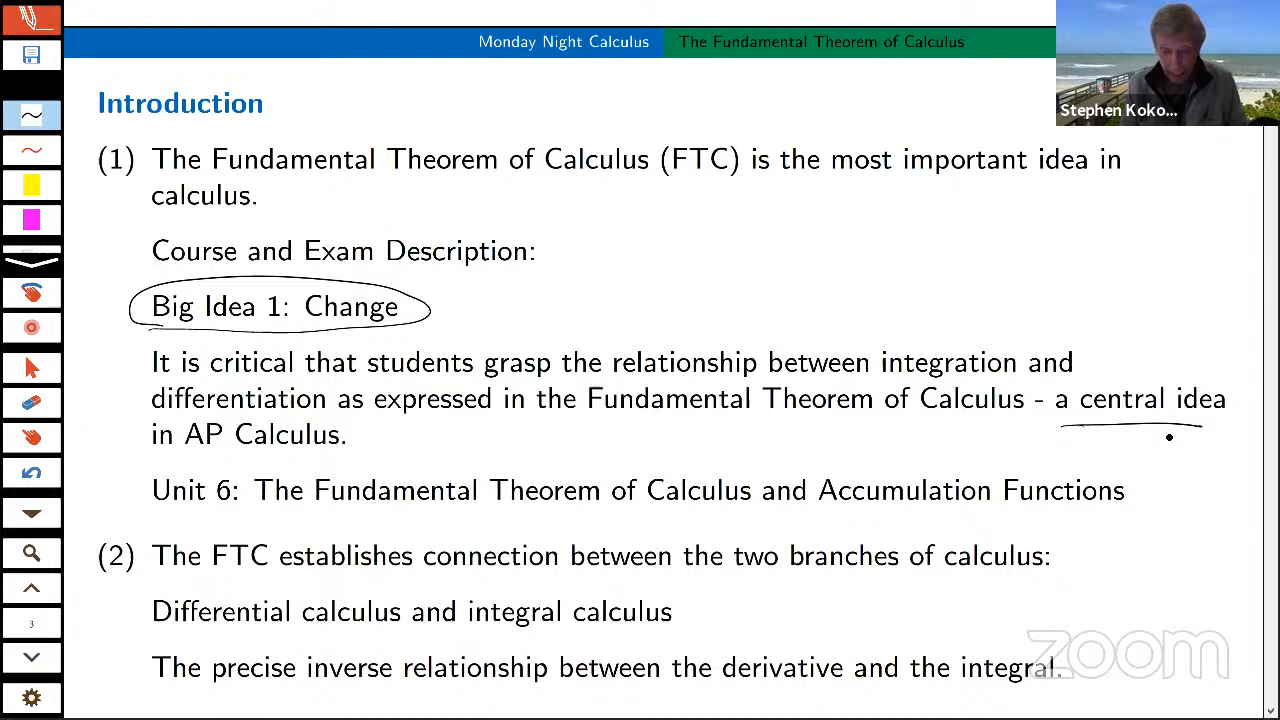 Monday Night Calculus
The Fundamental Theorem of Calculus
Stephen Koko...
Introduction
(1) The Fundamental Theorem of Calculus (FTC) is the most important idea in
calculus.
Course and Exam Description:
Big Idea 1: Change
It is critical that students grasp the relationship between integration and
differentiation as expressed in the Fundamental Theorem of Calculus - a central idea
in AP Calculus.
Unit 6: The Fundamental Theorem of Calculus and Accumulation Functions
(2) The FTC establishes connection between the two branches of calculus:
Differential calculus and integral calculus
The precise inverse relationship between the derivative and the integral.
3
zoom